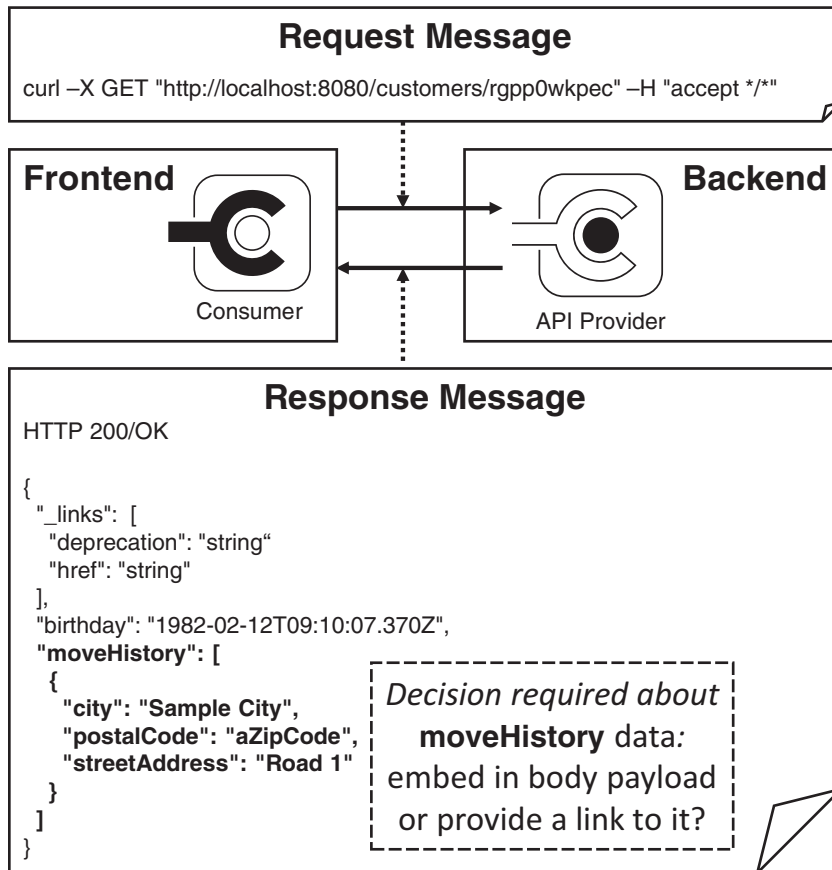 Request Message
curl –X GET "http://localhost:8080/customers/rgpp0wkpec" –H "accept */*"
Frontend
Consumer
Backend
API Provider
Response Message
HTTP 200/OK
{
"_links": [
"deprecation": "string“
"href": "string"
],
"birthday": "1982-02-12T09:10:07.370Z",
"moveHistory": [
{
"city": "Sample City",
"postalCode": "aZipCode",
"streetAddress": "Road 1"
}
]
}
Decision required about
moveHistory data:
embed in body payload
or provide a link to it?